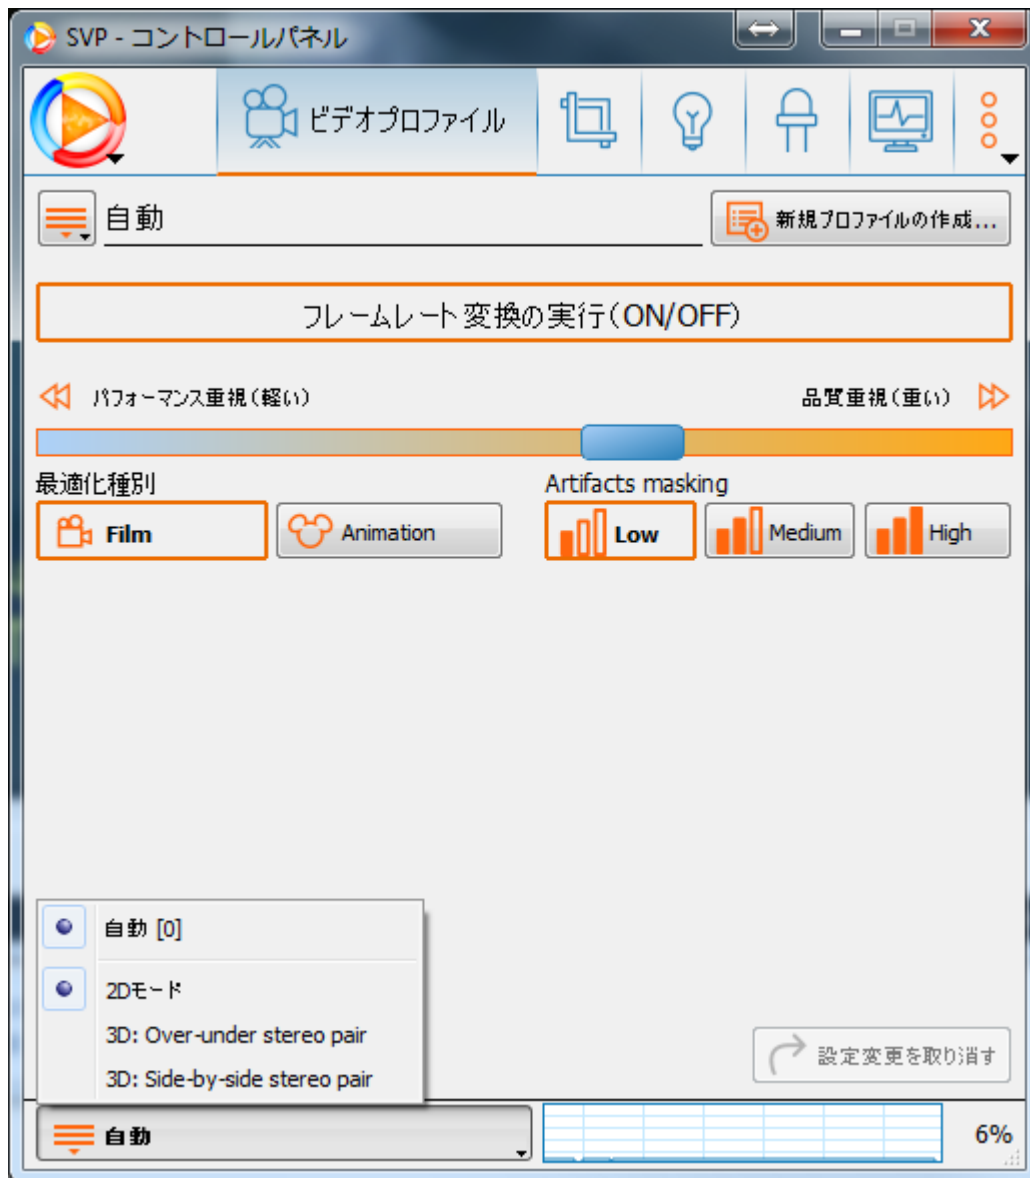 SVP - コントロールパネル
ビデオプロファイル
自動
新規プロファイルの作成...
フレームレート変換の実行(ON/OFF)
パフォーマンス重視(軽い)
品質重視(重い)
最適化種別
Artifacts masking
Film
Animation
Low
Medium
High
自動 [0]
2Dモード
3D: Over-under stereo pair
3D: Side-by-side stereo pair
設定変更を取り消す
自動
6%